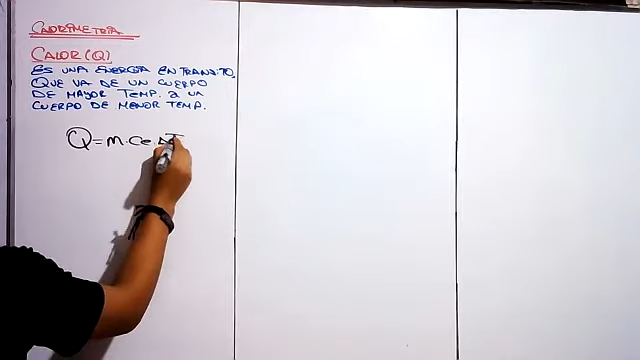 CALORIMETRIA
CALOR (Q)
ES UNA ENERGIA EN TRANSITO,
QUE VA DE UN CUERPO
DE MAYOR TEMP. a UN
CUERPO DE MENOR TEMP.
Q=m.Ce.ΔT